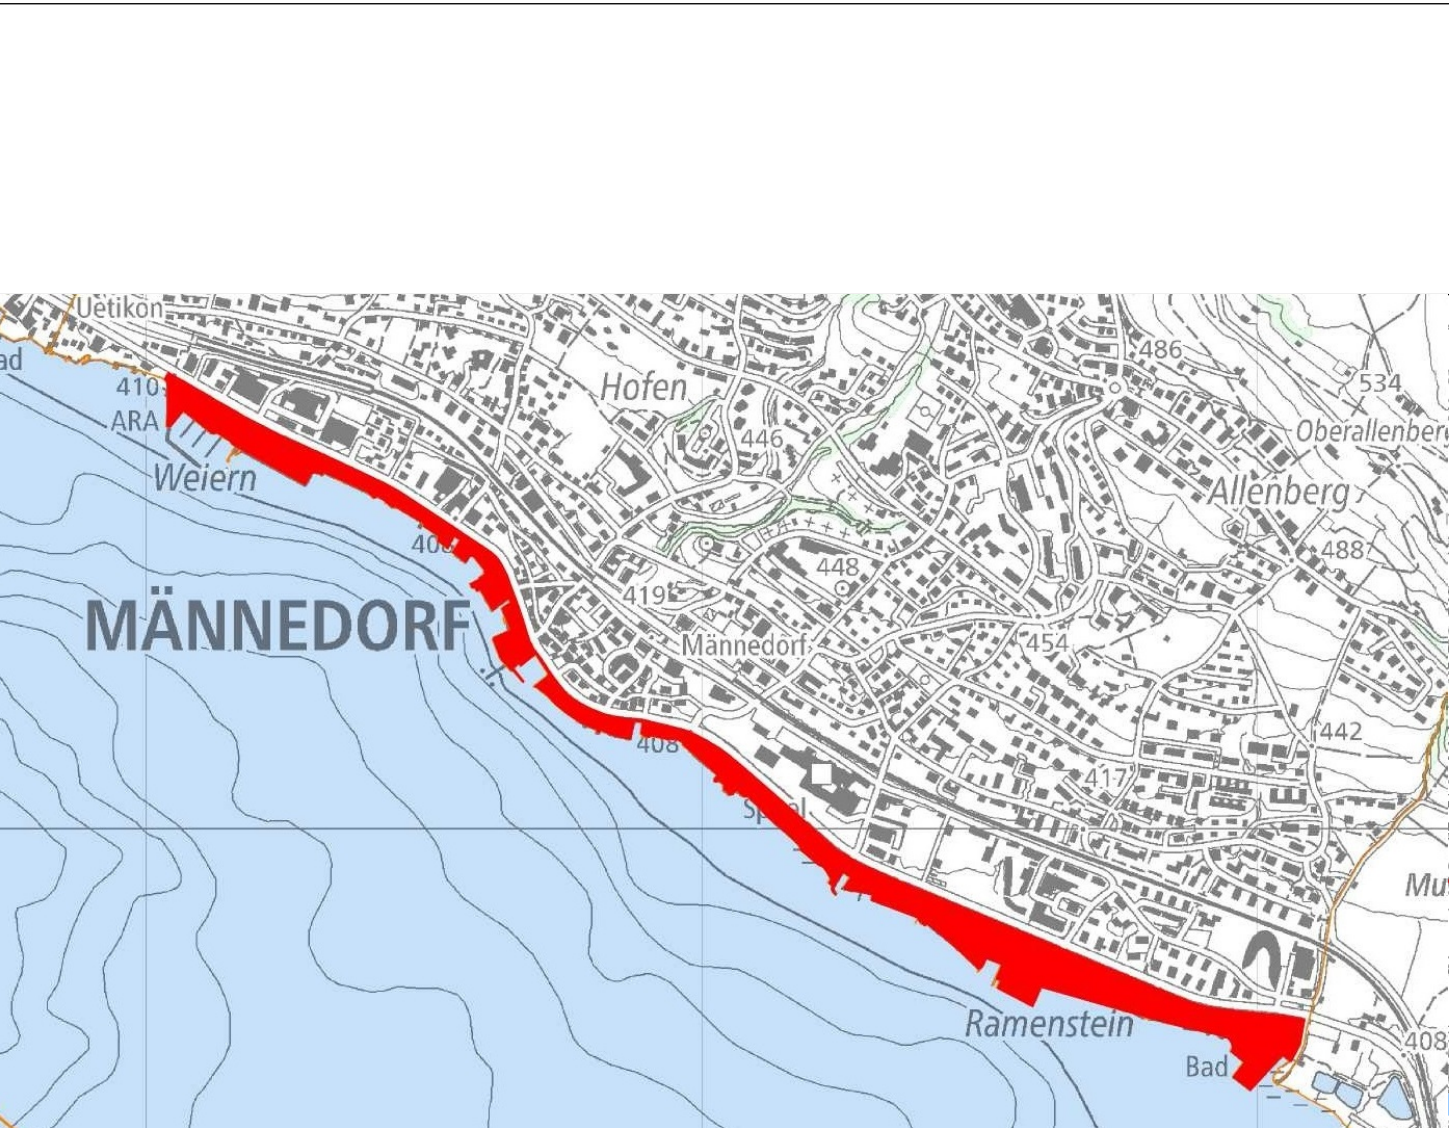 Uetikon
ad
410
ARA
Weiern
Hofen
446
486
534
Oberallenberg
Allenberg
488
448
419
MÄNNEDORF
Männedorf
454
408
442
417
Ramenstein
Bad
408